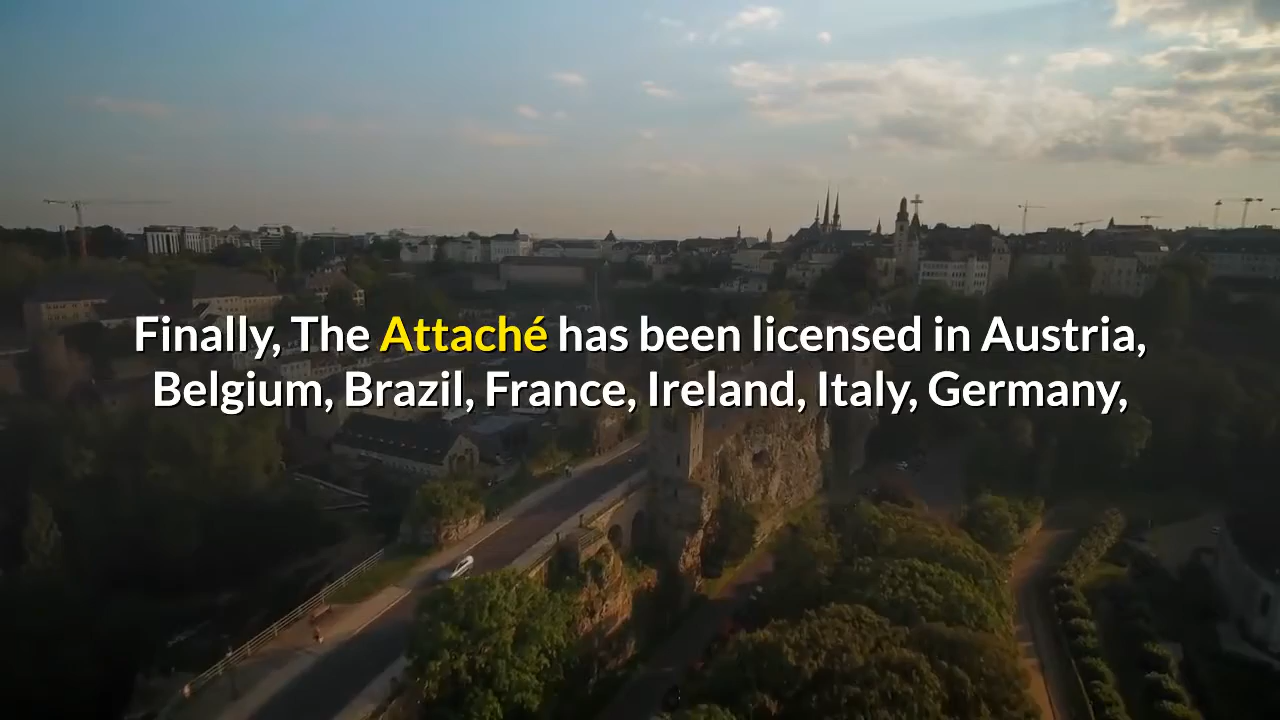 Finally, The Attaché has been licensed in Austria,
Belgium, Brazil, France, Ireland, Italy, Germany,